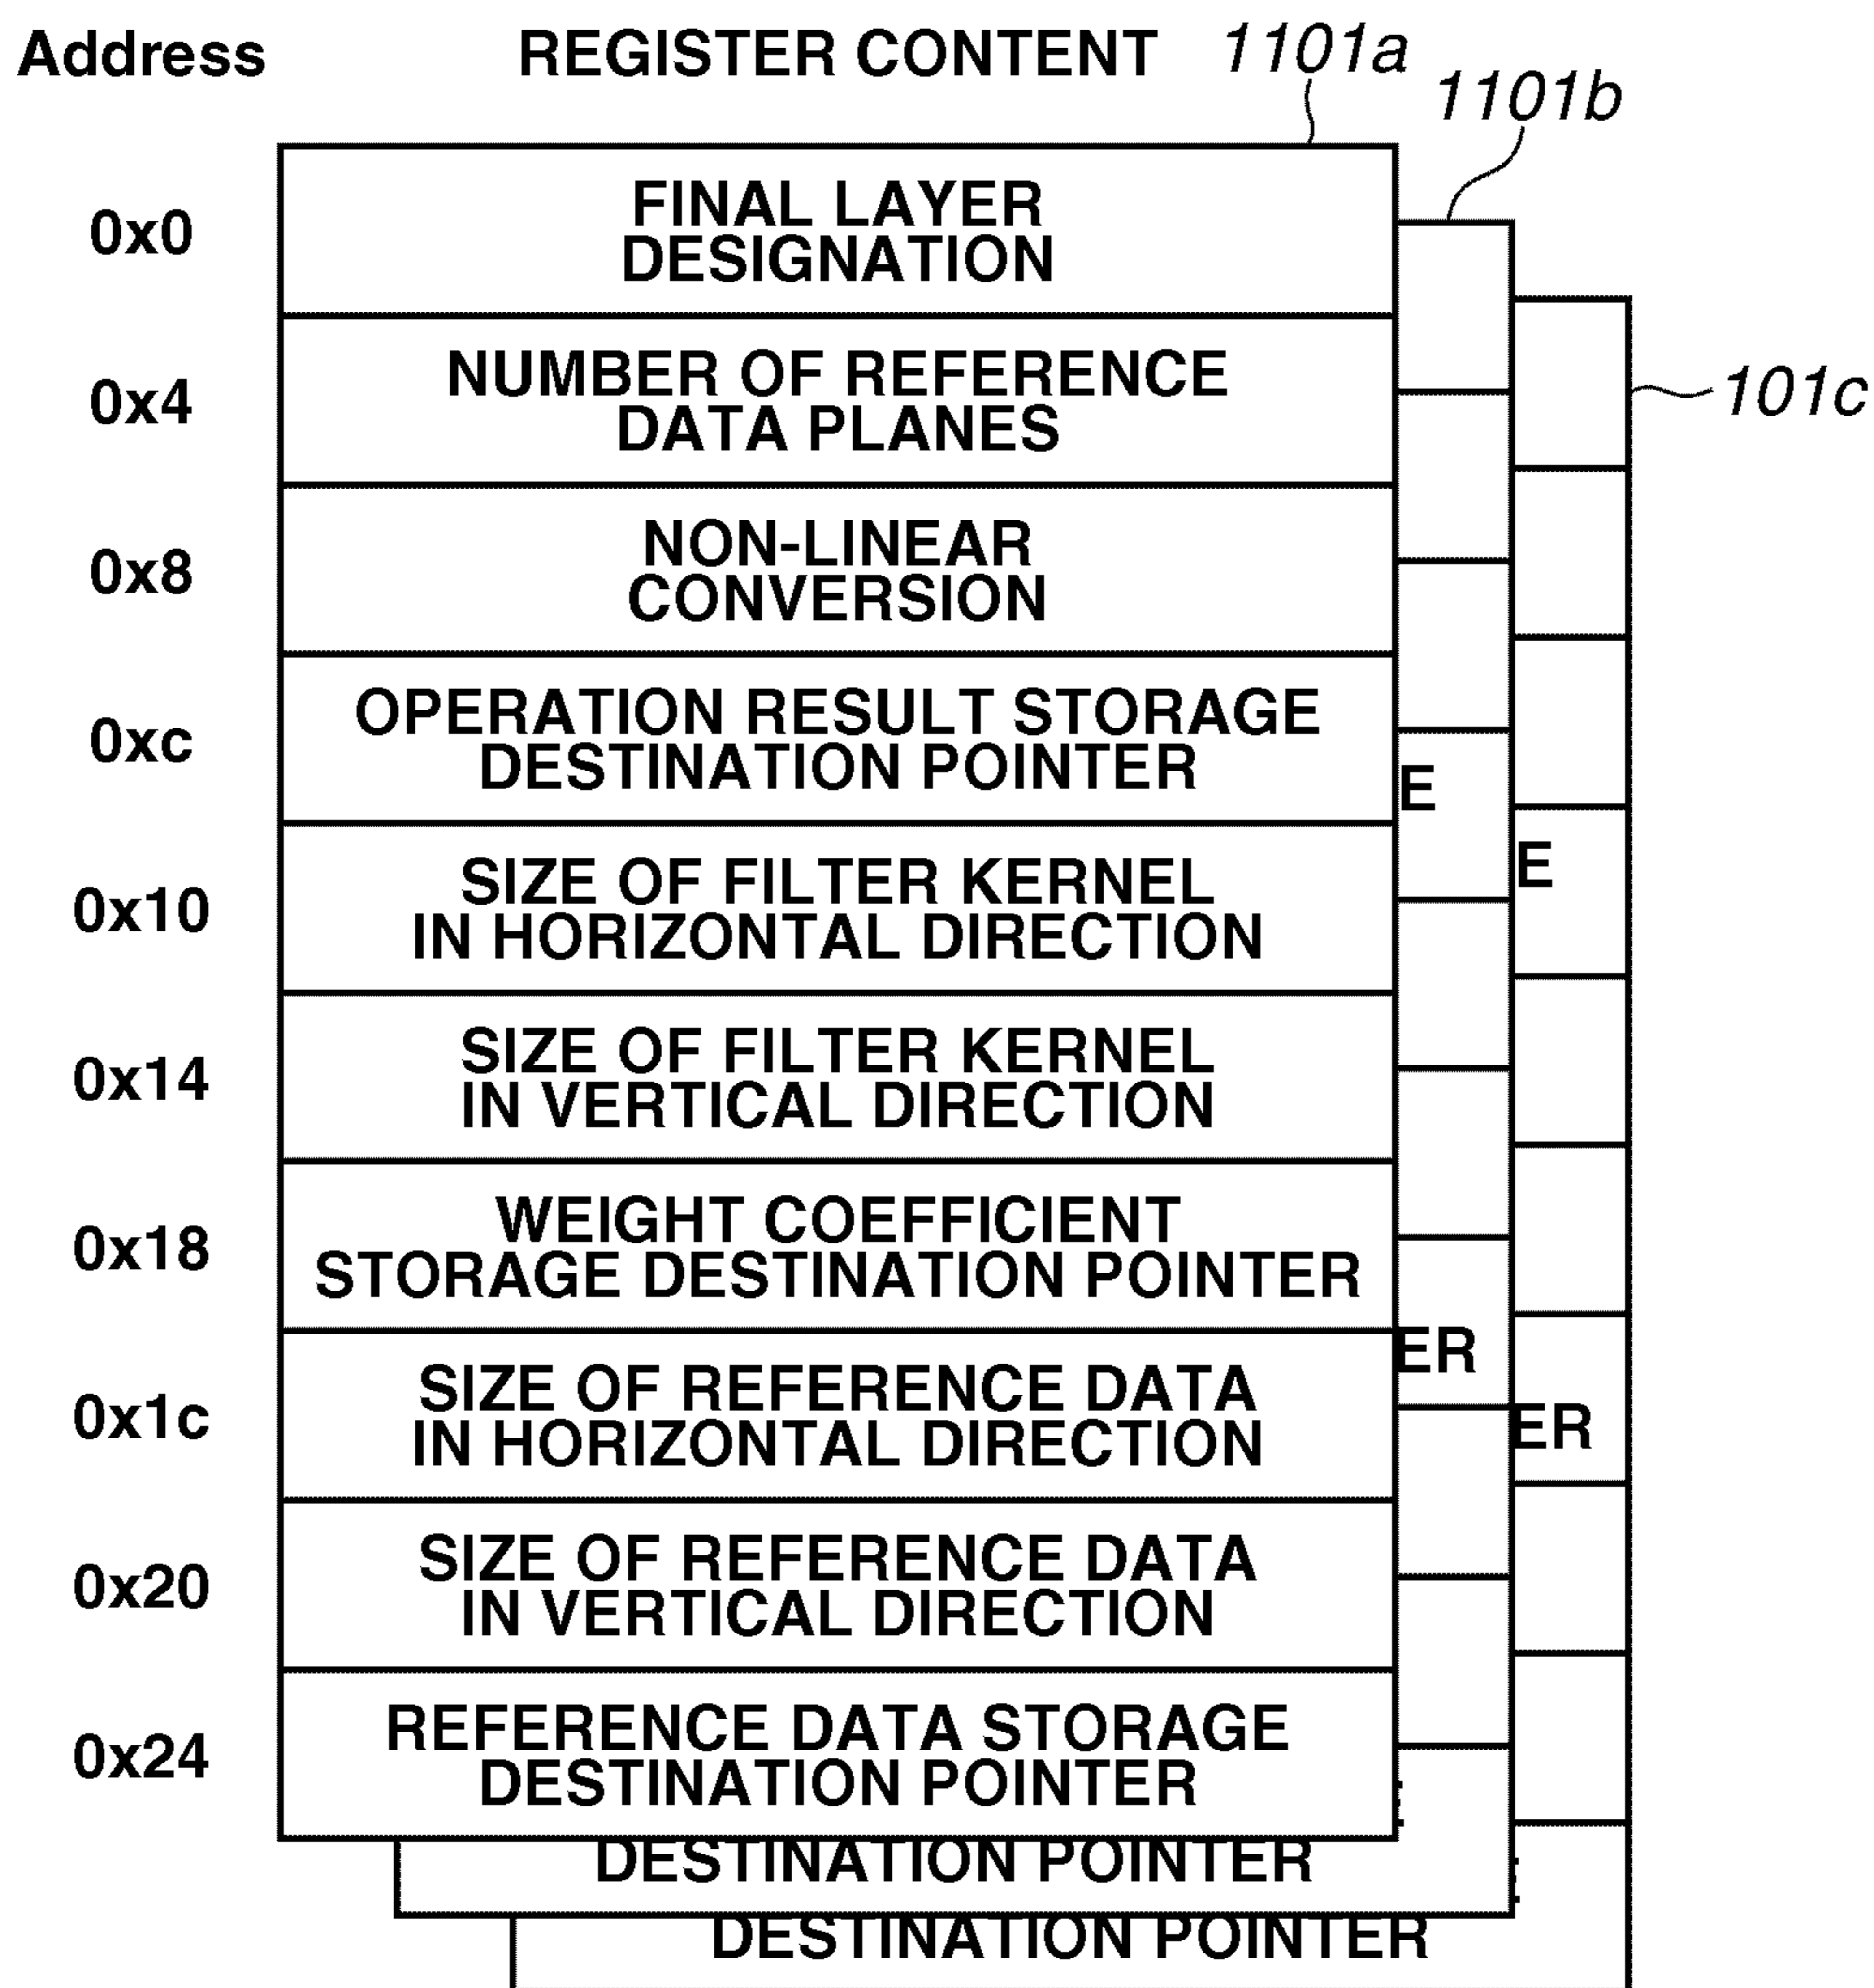 Address REGISTER CONTENT 1101a
1101b
101c
0x0 FINAL LAYER
DESIGNATION
0x4 NUMBER OF REFERENCE
DATA PLANES
0x8 NON-LINEAR
CONVERSION
0xc OPERATION RESULT STORAGE
DESTINATION POINTER
E
E
0x10 SIZE OF FILTER KERNEL
IN HORIZONTAL DIRECTION
0x14 SIZE OF FILTER KERNEL
IN VERTICAL DIRECTION
0x18 WEIGHT COEFFICIENT
STORAGE DESTINATION POINTER
ER
ER
0x1c SIZE OF REFERENCE DATA
IN HORIZONTAL DIRECTION
0x20 SIZE OF REFERENCE DATA
IN VERTICAL DIRECTION
0x24 REFERENCE DATA STORAGE
DESTINATION POINTER
DESTINATION POINTER
DESTINATION POINTER